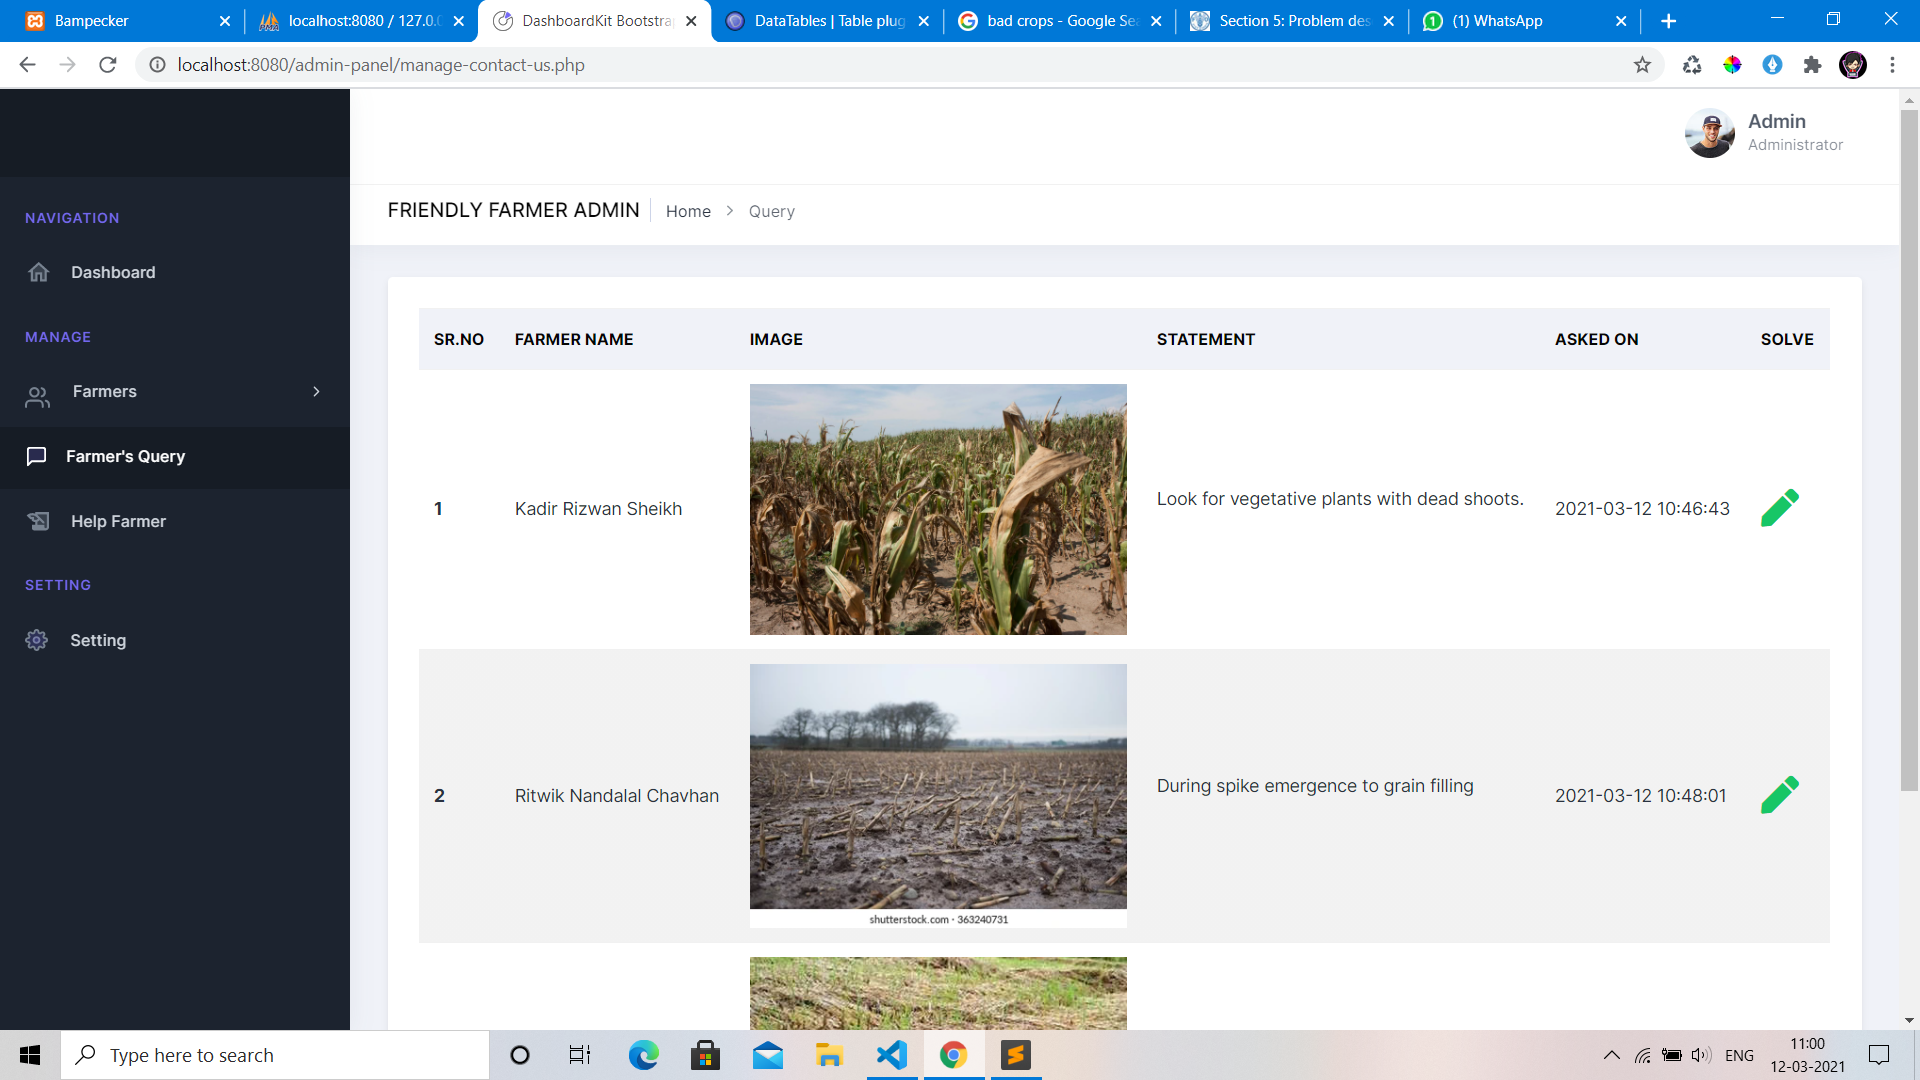 Bampecker
localhost:8080 / 127.0.0
DashboardKit Bootstra
DataTables | Table plug
bad crops - Google Se
Section 5: Problem des
(1) WhatsApp
localhost:8080/admin-panel/manage-contact-us.php
Admin
Administrator
FRIENDLY FARMER ADMIN
Home > Query
NAVIGATION
Dashboard
MANAGE
Farmers
Farmer's Query
Help Farmer
SETTING
Setting
SR.NO FARMER NAME IMAGE STATEMENT ASKED ON SOLVE
1 Kadir Rizwan Sheikh Look for vegetative plants with dead shoots. 2021-03-12 10:46:43
2 Ritwik Nandalal Chavhan During spike emergence to grain filling 2021-03-12 10:48:01
shutterstock.com · 363240731
Type here to search
ENG
11:00
12-03-2021